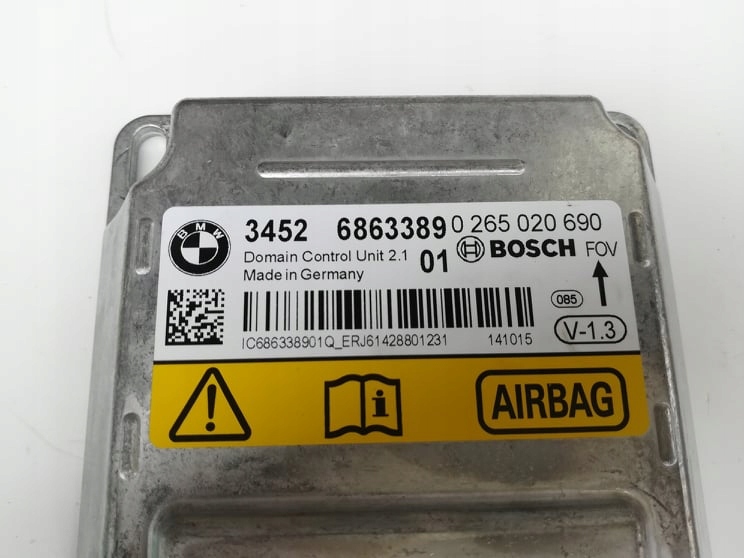 BMW
3452 6863389 0 265 020 690
Domain Control Unit 2.1 01 BOSCH FOV
Made in Germany
085
V-1.3
IC686338901Q_ERJ61428801231 141015
i
AIRBAG